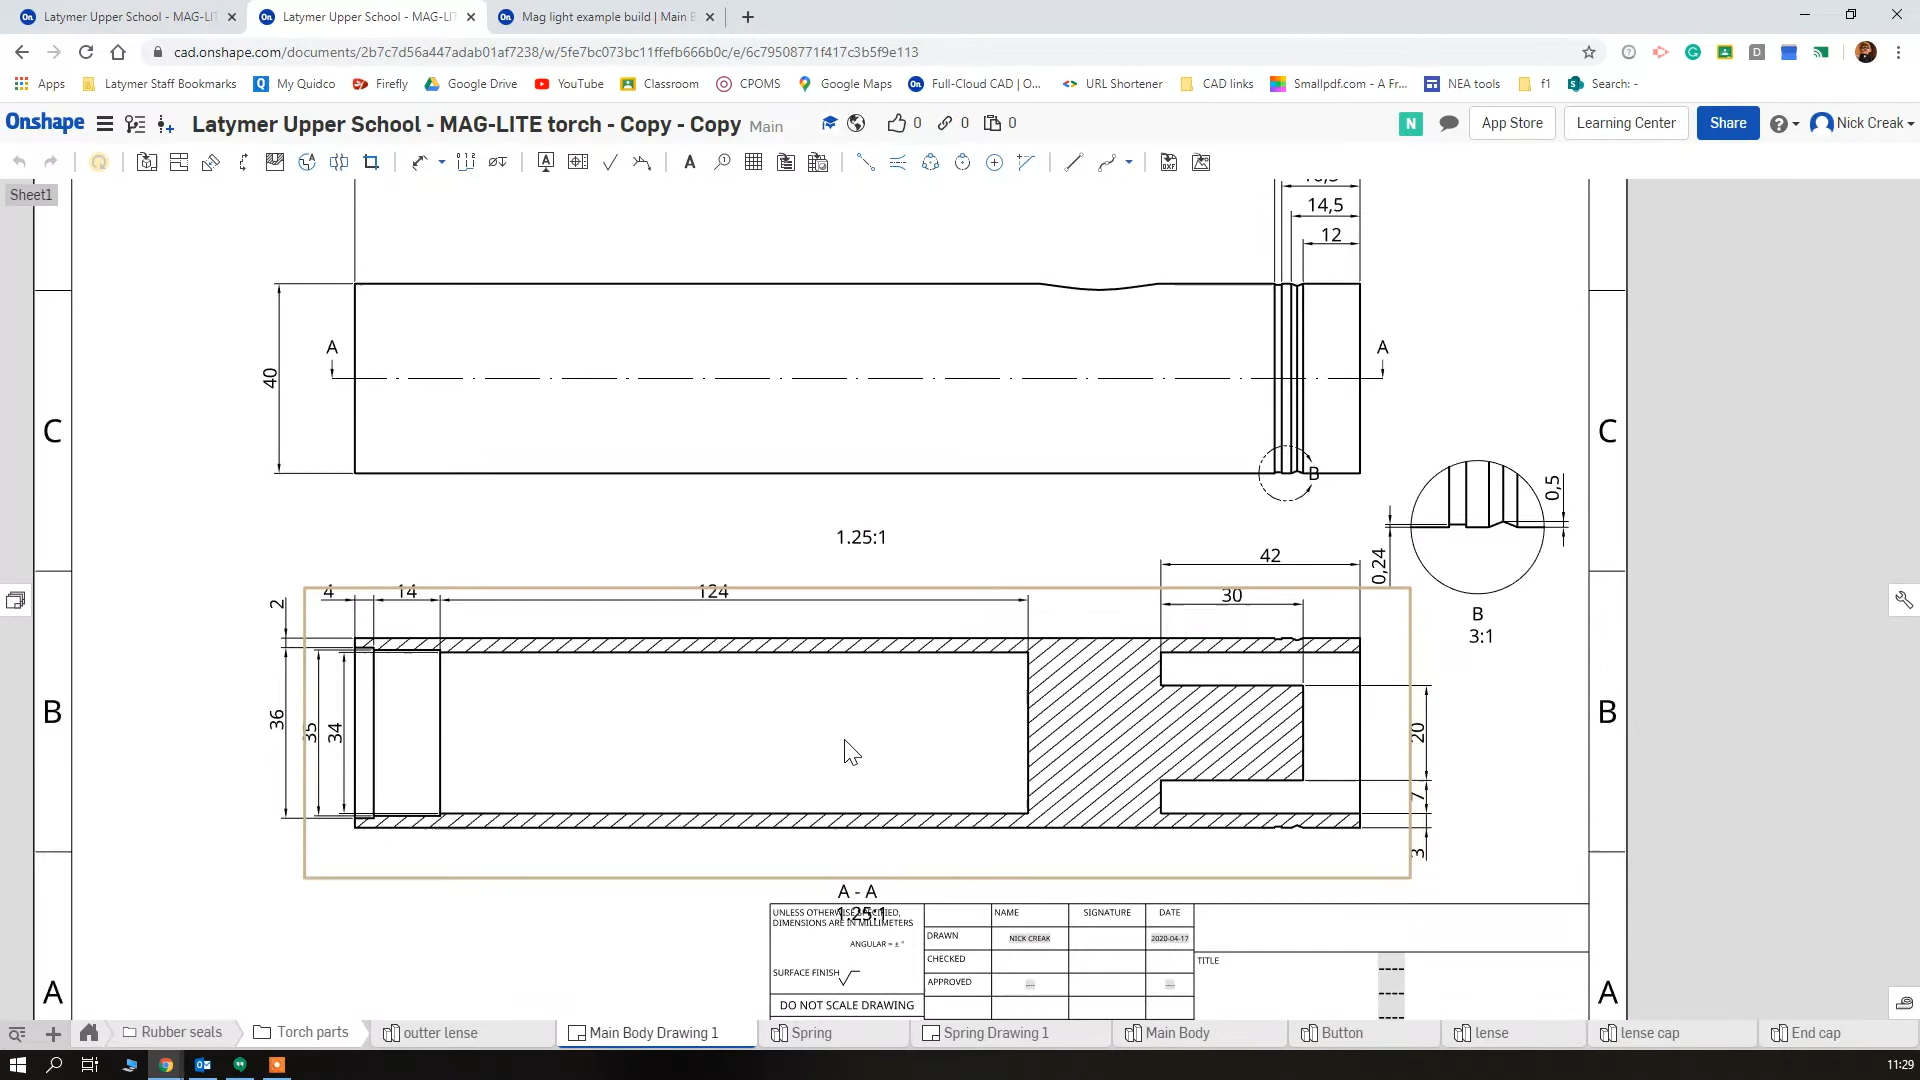 Latymer Upper School - MAG-LI
Latymer Upper School - MAG-LIT
Mag light example build | Main B
cad.onshape.com/documents/2b7c7d56a447adab01af7238/w/5fe7bc073bc11ffefb666b0c/e/6c79508771f417c3b5f9e113
Apps
Latymer Staff Bookmarks
My Quidco
Firefly
Google Drive
YouTube
Classroom
CPOMS
Google Maps
Full-Cloud CAD | O...
URL Shortener
CAD links
Smallpdf.com - A Fr...
NEA tools
f1
Search: -
Onshape
Latymer Upper School - MAG-LITE torch - Copy - Copy Main
0
0
0
N
App Store
Learning Center
Share
Nick Creak
Sheet1
14,5
12
40
A
A
B
C
C
1.25:1
0,5
0,24
B
3:1
42
30
2
4
14
124
36
35
34
20
7
3
B
B
A - A
1.25:1
UNLESS OTHERWISE SPECIFIED,
DIMENSIONS ARE IN MILLIMETERS
ANGULAR = ± °
SURFACE FINISH
DO NOT SCALE DRAWING
NAME
SIGNATURE
DATE
DRAWN
NICK CREAK
2020-04-17
CHECKED
APPROVED
TITLE
A
A
Rubber seals
Torch parts
outter lense
Main Body Drawing 1
Spring
Spring Drawing 1
Main Body
Button
lense
lense cap
End cap
11:29